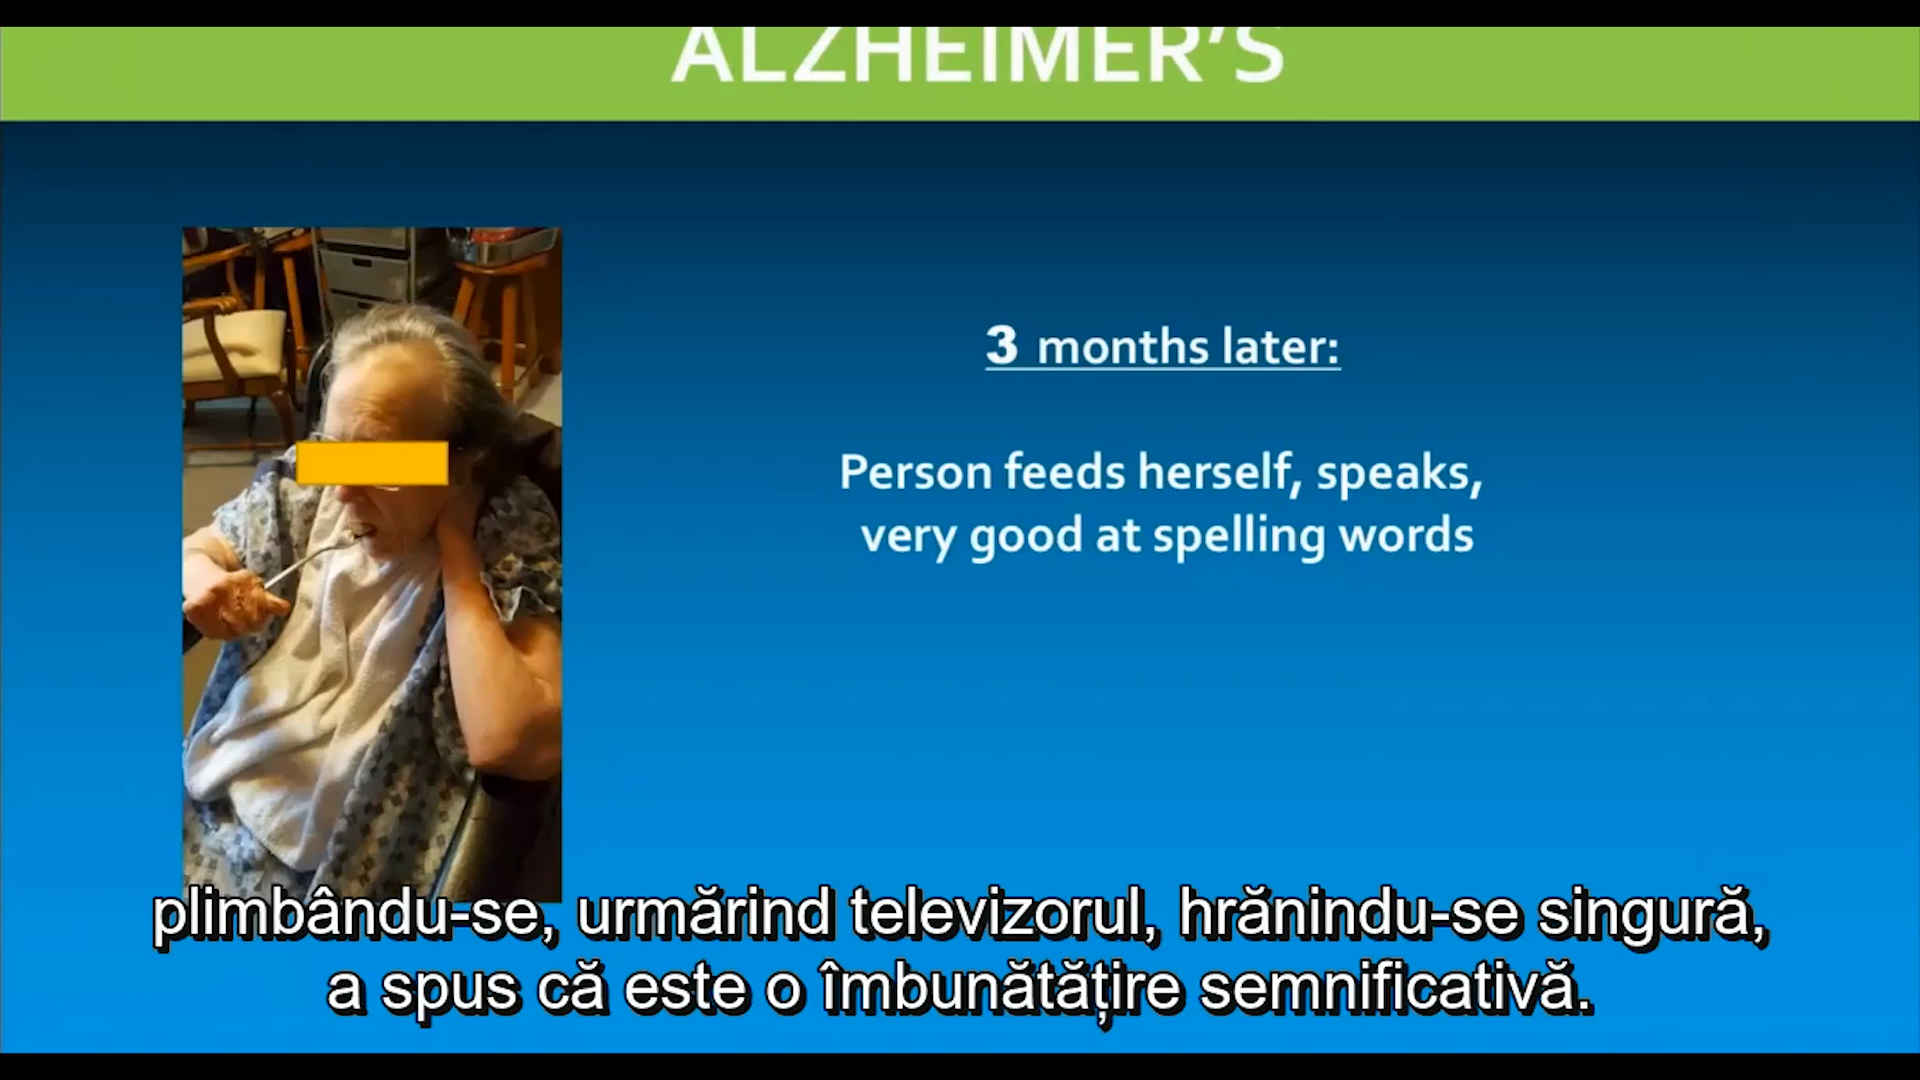 ALZHEIMER’S
3 months later:
Person feeds herself, speaks,
very good at spelling words
plimbându-se, urmărind televizorul, hrănindu-se singură,
a spus că este o îmbunătățire semnificativă.